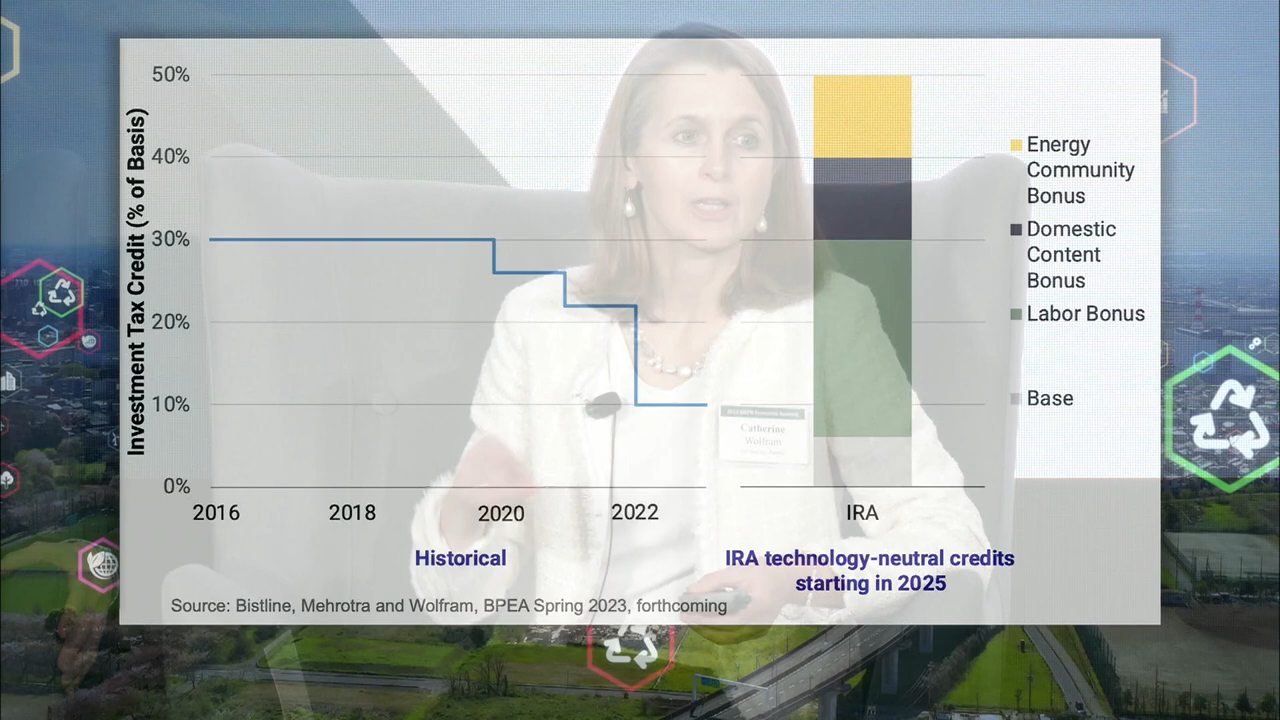 50%
40%
30%
20%
10%
0%
Investment Tax Credit (% of Basis)
2016
2018
2020
2022
IRA
Historical
IRA technology-neutral credits
starting in 2025
Energy
Community
Bonus
Domestic
Content
Bonus
Labor Bonus
Base
Catherine
Wolfram
Source: Bistline, Mehrotra and Wolfram, BPEA Spring 2023, forthcoming